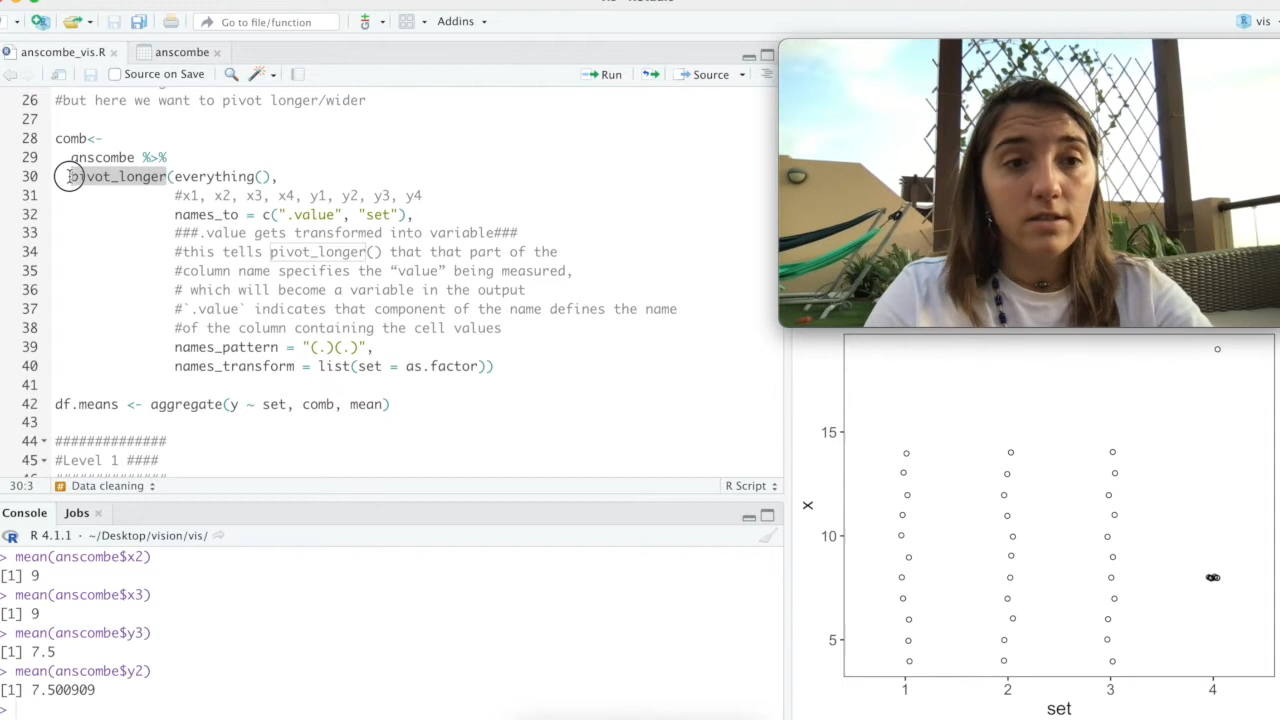 Go to file/function
Addins
vis
anscombe_vis.R
anscombe
Source on Save
Run
Source
26 #but here we want to pivot longer/wider
27
28 comb<-
29 anscombe %>%
30 pivot_longer(everything(),
31 #x1, x2, x3, x4, y1, y2, y3, y4
32 names_to = c(".value", "set"),
33 ###.value gets transformed into variable###
34 #this tells pivot_longer() that that part of the
35 #column name specifies the “value” being measured,
36 # which will become a variable in the output
37 #`.value` indicates that component of the name defines the name
38 #of the column containing the cell values
39 names_pattern = "(.)(.)",
40 names_transform = list(set = as.factor))
41
42 df.means <- aggregate(y ~ set, comb, mean)
43
44 ##############
45 #Level 1 ####
30:3
# Data cleaning
R Script
Console
Jobs
R 4.1.1 · ~/Desktop/vision/vis/
> mean(anscombe$x2)
[1] 9
> mean(anscombe$x3)
[1] 9
> mean(anscombe$y3)
[1] 7.5
> mean(anscombe$y2)
[1] 7.500909
>
15
10
5
x
1 2 3 4
set